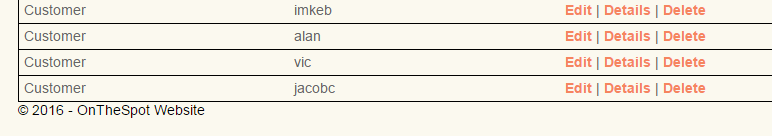 Customer imkeb Edit | Details | Delete
Customer alan Edit | Details | Delete
Customer vic Edit | Details | Delete
Customer jacobc Edit | Details | Delete
© 2016 - OnTheSpot Website